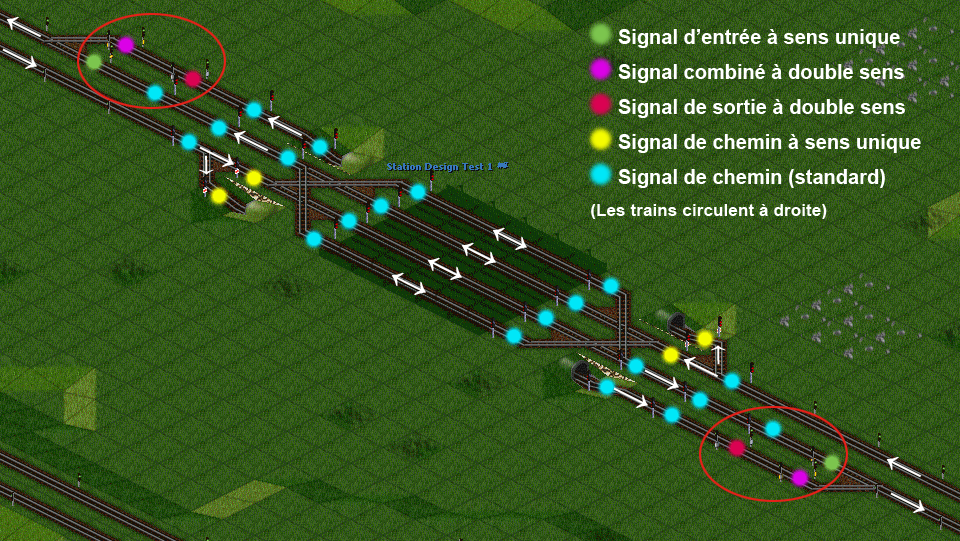 Signal d’entrée à sens unique
Signal combiné à double sens
Signal de sortie à double sens
Signal de chemin à sens unique
Station Design Test 1
Signal de chemin (standard)
(Les trains circulent à droite)